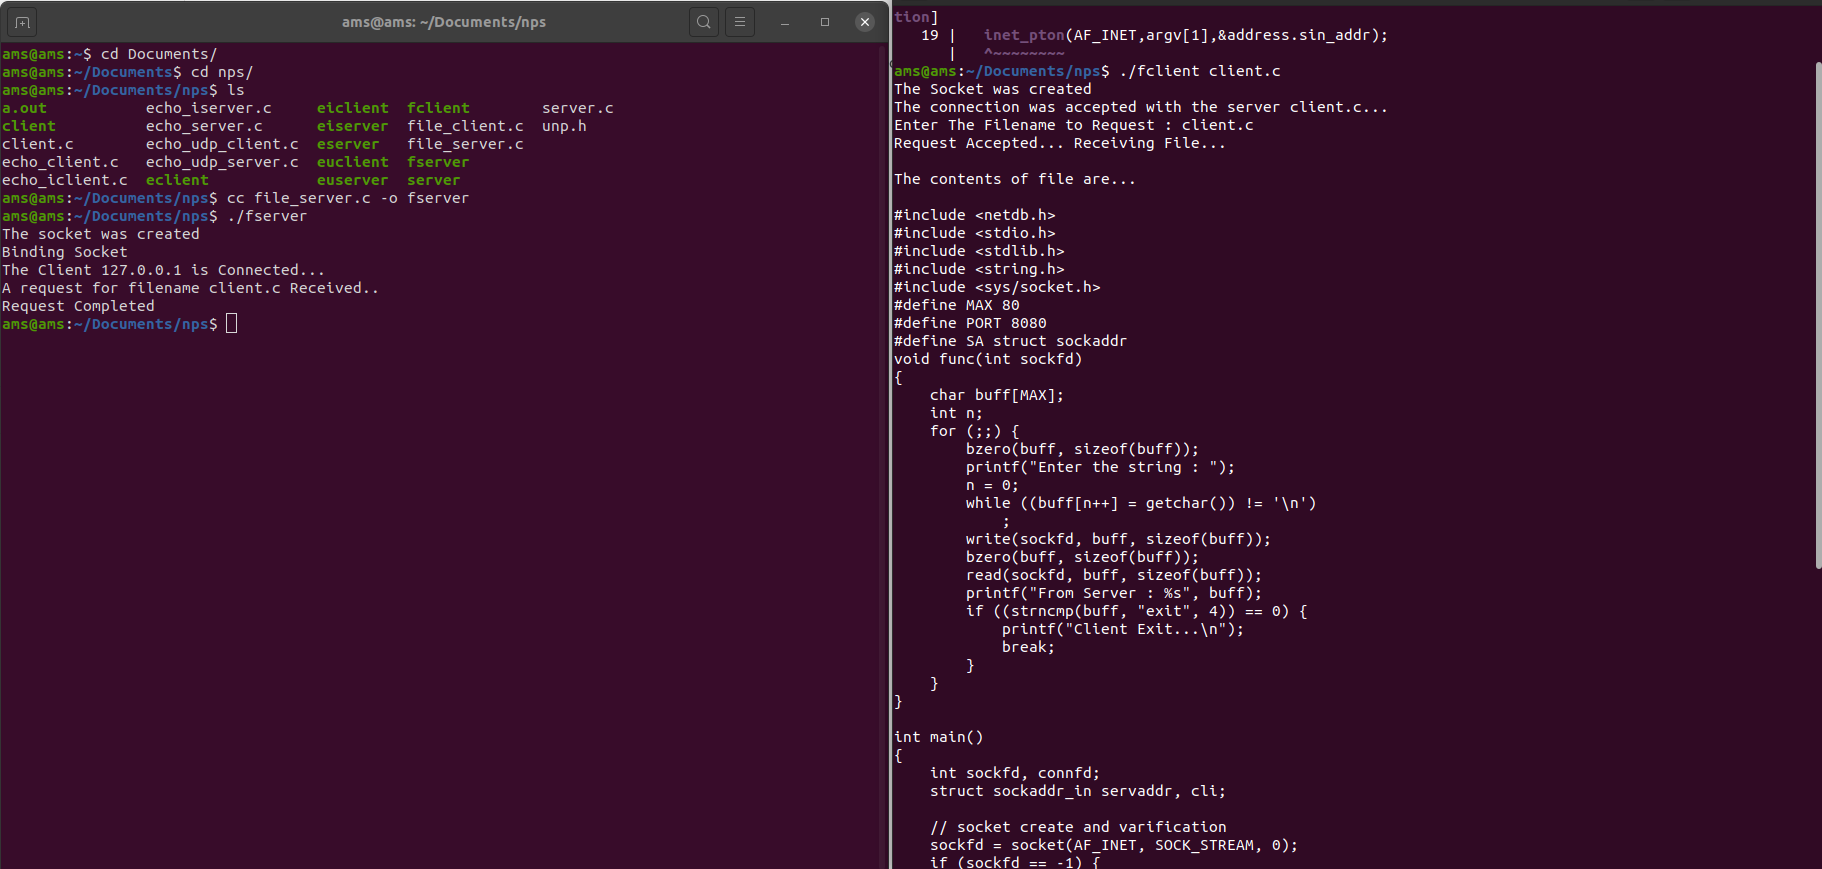 ams@ams: ~/Documents/nps
ams@ams:~$ cd Documents/
ams@ams:~/Documents$ cd nps/
ams@ams:~/Documents/nps$ ls
a.out           echo_iserver.c     eiclient  fclient        server.c
client          echo_server.c      eiserver  file_client.c  unp.h
client.c        echo_udp_client.c  eserver   file_server.c
echo_client.c   echo_udp_server.c  euclient  fserver
echo_iclient.c  eclient            euserver  server
ams@ams:~/Documents/nps$ cc file_server.c -o fserver
ams@ams:~/Documents/nps$ ./fserver
The socket was created
Binding Socket
The Client 127.0.0.1 is Connected...
A request for filename client.c Received..
Request Completed
ams@ams:~/Documents/nps$
tion]
   19 |   inet_pton(AF_INET,argv[1],&address.sin_addr);
      |   ^~~~~~~~~
ams@ams:~/Documents/nps$ ./fclient client.c
The Socket was created
The connection was accepted with the server client.c...
Enter The Filename to Request : client.c
Request Accepted... Receiving File...
The contents of file are...
#include <netdb.h>
#include <stdio.h>
#include <stdlib.h>
#include <string.h>
#include <sys/socket.h>
#define MAX 80
#define PORT 8080
#define SA struct sockaddr
void func(int sockfd)
{
    char buff[MAX];
    int n;
    for (;;) {
        bzero(buff, sizeof(buff));
        printf("Enter the string : ");
        n = 0;
        while ((buff[n++] = getchar()) != '\n')
            ;
        write(sockfd, buff, sizeof(buff));
        bzero(buff, sizeof(buff));
        read(sockfd, buff, sizeof(buff));
        printf("From Server : %s", buff);
        if ((strncmp(buff, "exit", 4)) == 0) {
            printf("Client Exit...\n");
            break;
        }
    }
}
int main()
{
    int sockfd, connfd;
    struct sockaddr_in servaddr, cli;
    // socket create and varification
    sockfd = socket(AF_INET, SOCK_STREAM, 0);
    if (sockfd == -1) {